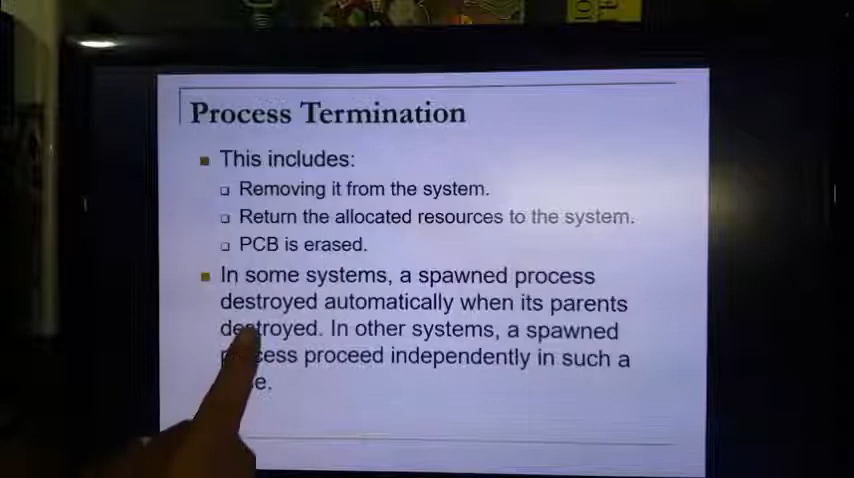 Process Termination
This includes:
Removing it from the system.
Return the allocated resources to the system.
PCB is erased.
In some systems, a spawned process
destroyed automatically when its parents
destroyed. In other systems, a spawned
proceed independently in such a